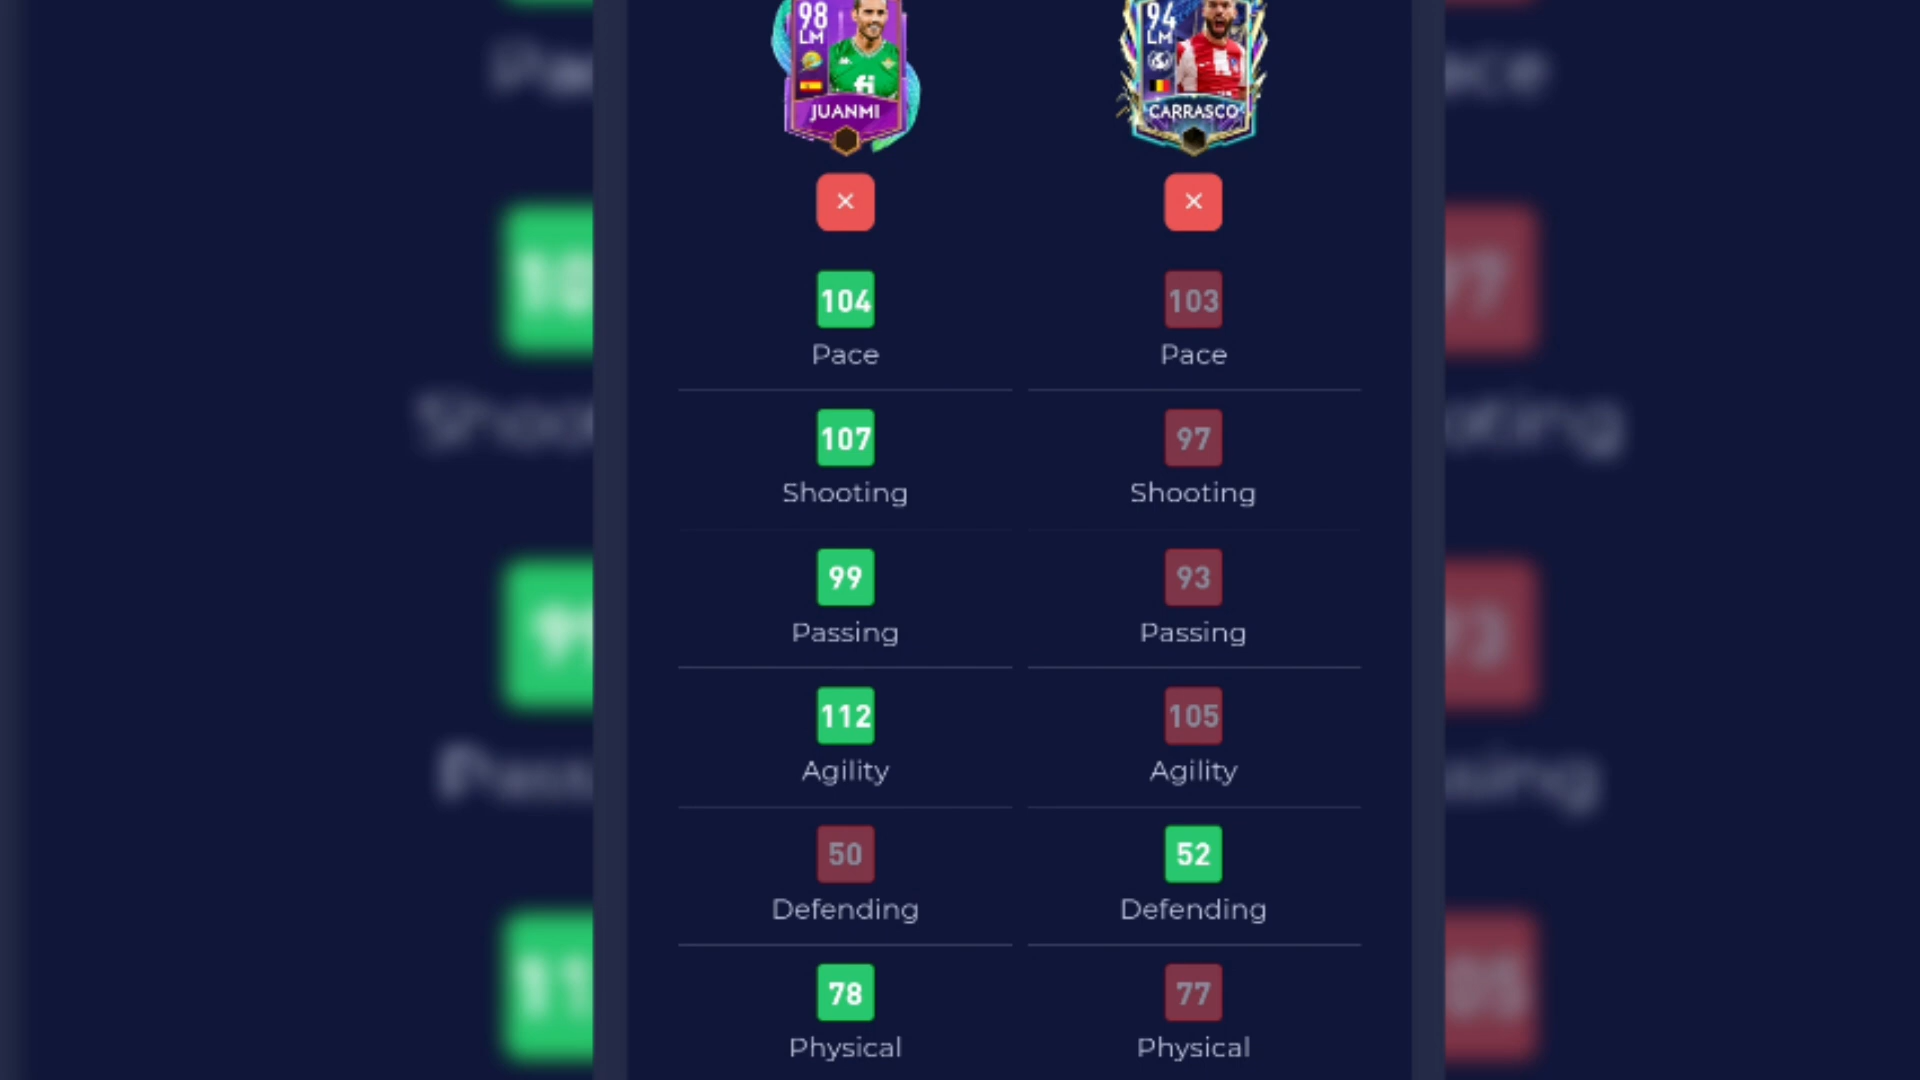 98 94
LM LM
JUANMI CARRASCO
× ×
104 103
Pace Pace
107 97
Shooting Shooting
99 93
Passing Passing
112 105
Agility Agility
50 52
Defending Defending
78 77
Physical Physical